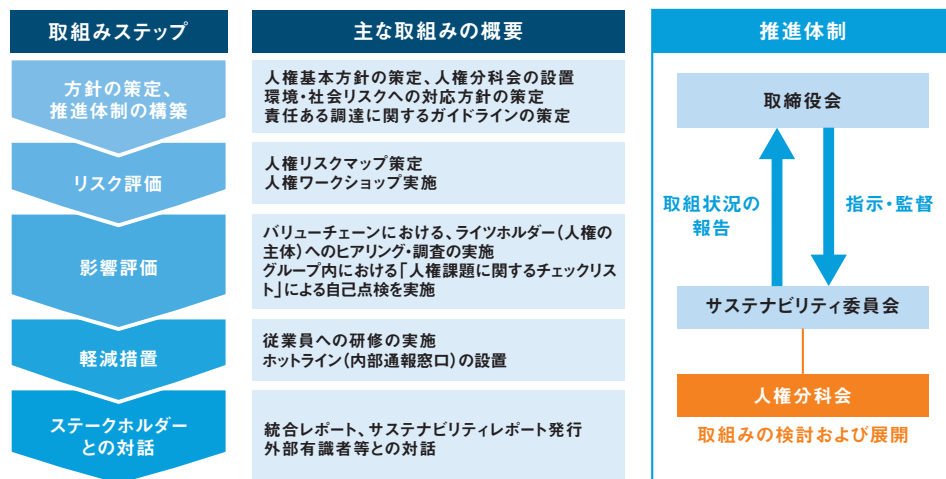 取組みステップ
主な取組みの概要
方針の策定、
推進体制の構築
人権基本方針の策定、人権分科会の設置
環境・社会リスクへの対応方針の策定
責任ある調達に関するガイドラインの策定
リスク評価
人権リスクマップ策定
人権ワークショップ実施
影響評価
バリューチェーンにおける、ライツホルダー(人権の
主体)へのヒアリング・調査の実施
グループ内における「人権課題に関するチェックリス
ト」による自己点検を実施
軽減措置
従業員への研修の実施
ホットライン(内部通報窓口)の設置
ステークホルダー
との対話
統合レポート、サステナビリティレポート発行
外部有識者等との対話
推進体制
取締役会
取組状況の
報告
指示・監督
サステナビリティ委員会
人権分科会
取組みの検討および展開